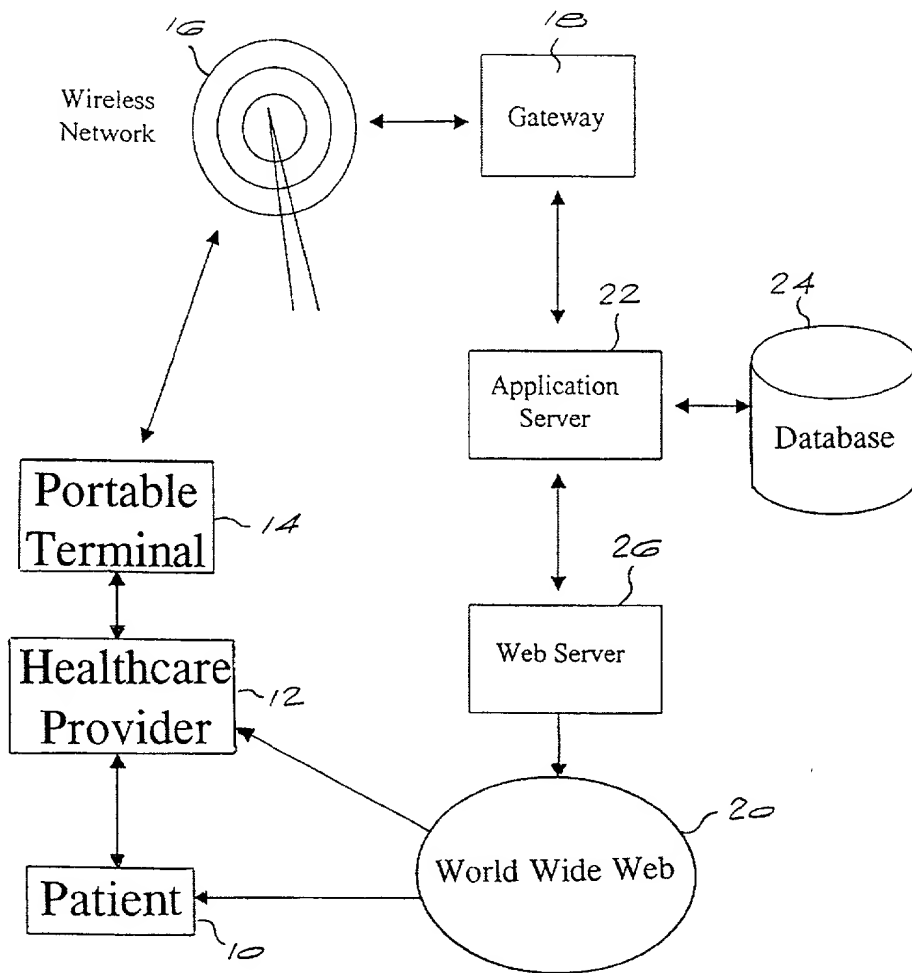 16
18
Wireless
Network
Gateway
22
24
Application
Server
Database
Portable
Terminal
14
26
Healthcare
Provider
12
Web Server
20
World Wide Web
Patient
10